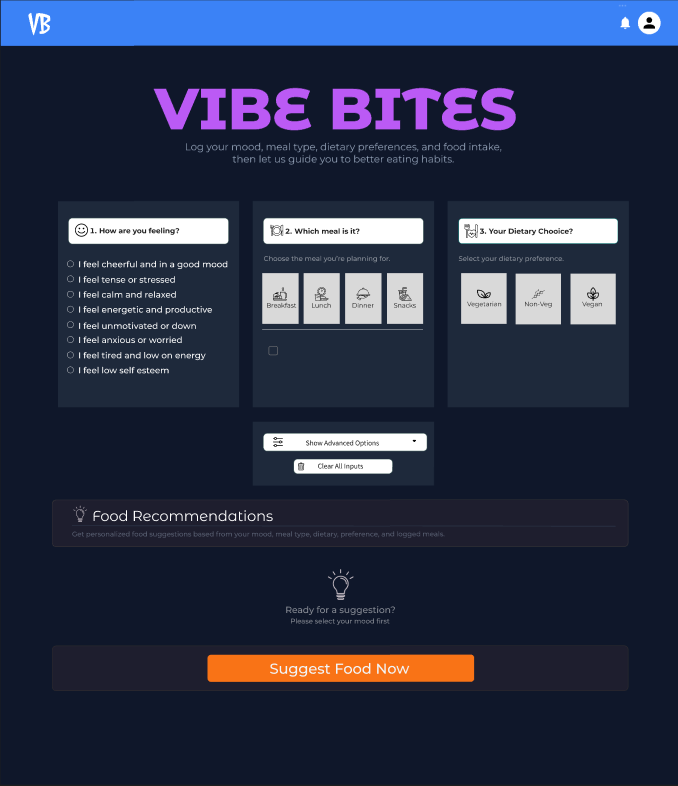 VB
VIBE BITES
Log your mood, meal type, dietary preferences, and food intake,
then let us guide you to better eating habits.
1. How are you feeling?
I feel cheerful and in a good mood
I feel tense or stressed
I feel calm and relaxed
I feel energetic and productive
I feel unmotivated or down
I feel anxious or worried
I feel tired and low on energy
I feel low self esteem
2. Which meal is it?
Choose the meal you're planning for.
Breakfast
Lunch
Dinner
Snacks
3. Your Dietary Chooice?
Select your dietary preference.
Vegetarian
Non-Veg
Vegan
Show Advanced Options
Clear All Inputs
Food Recommendations
Get personalized food suggestions based from your mood, meal type, dietary, preference, and logged meals.
Ready for a suggestion?
Please select your mood first
Suggest Food Now